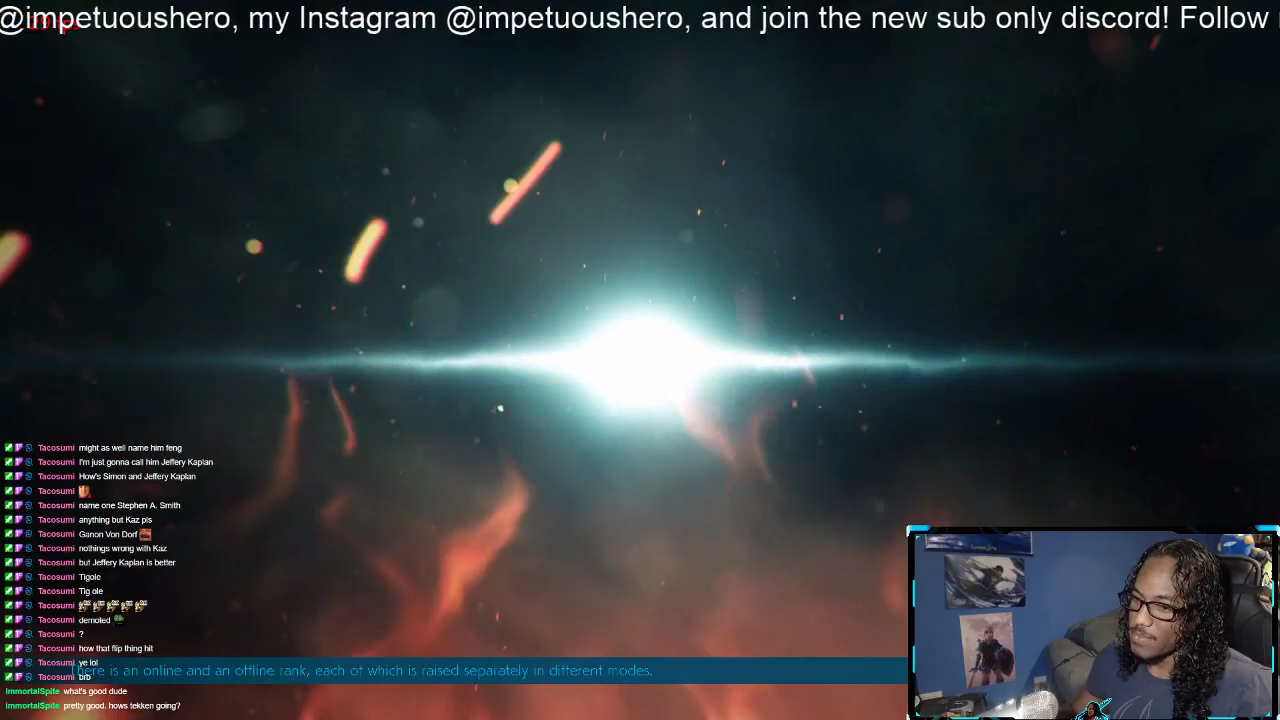 @impetuoushero, my Instagram @impetuoushero, and join the new sub only discord! Follow
Tacosumi might as well name him feng
Tacosumi I'm just gonna call him Jeffery Kaplan
Tacosumi How's Simon and Jeffery Kaplan
Tacosumi
Tacosumi name one Stephen A. Smith
Tacosumi anything but Kaz pls
Tacosumi Ganon Von Dorf
Tacosumi nothings wrong with Kaz
Tacosumi but Jeffery Kaplan is better
Tacosumi Tigole
Tacosumi Tig ole
Tacosumi
Tacosumi demoted
Tacosumi ?
Tacosumi how that flip thing hit
Tacosumi ye lol
There is an online and an offline rank, each of which is raised separately in different modes.
Tacosumi brb
ImmortalSpite what's good dude
ImmortalSpite pretty good. hows tekken going?